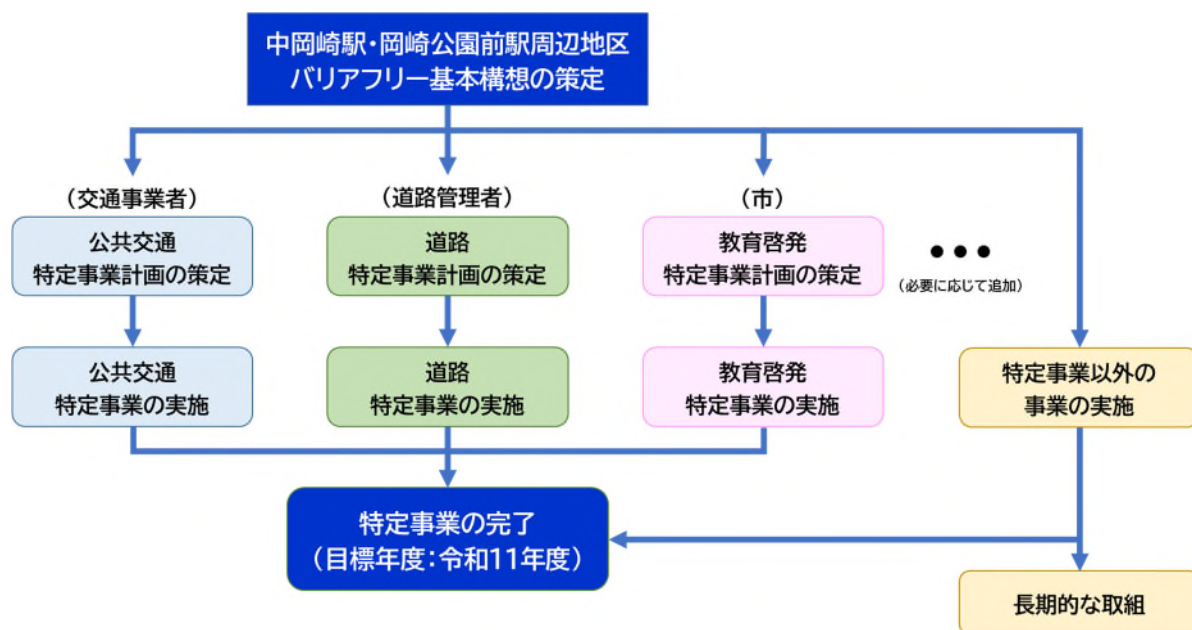 中岡崎駅・岡崎公園前駅周辺地区
バリアフリー基本構想の策定
(交通事業者)
公共交通
特定事業計画の策定
(道路管理者)
道路
特定事業計画の策定
(市)
教育啓発
特定事業計画の策定
●●●
(必要に応じて追加)
公共交通
特定事業の実施
道路
特定事業の実施
教育啓発
特定事業の実施
特定事業以外の
事業の実施
特定事業の完了
(目標年度:令和11年度)
長期的な取組